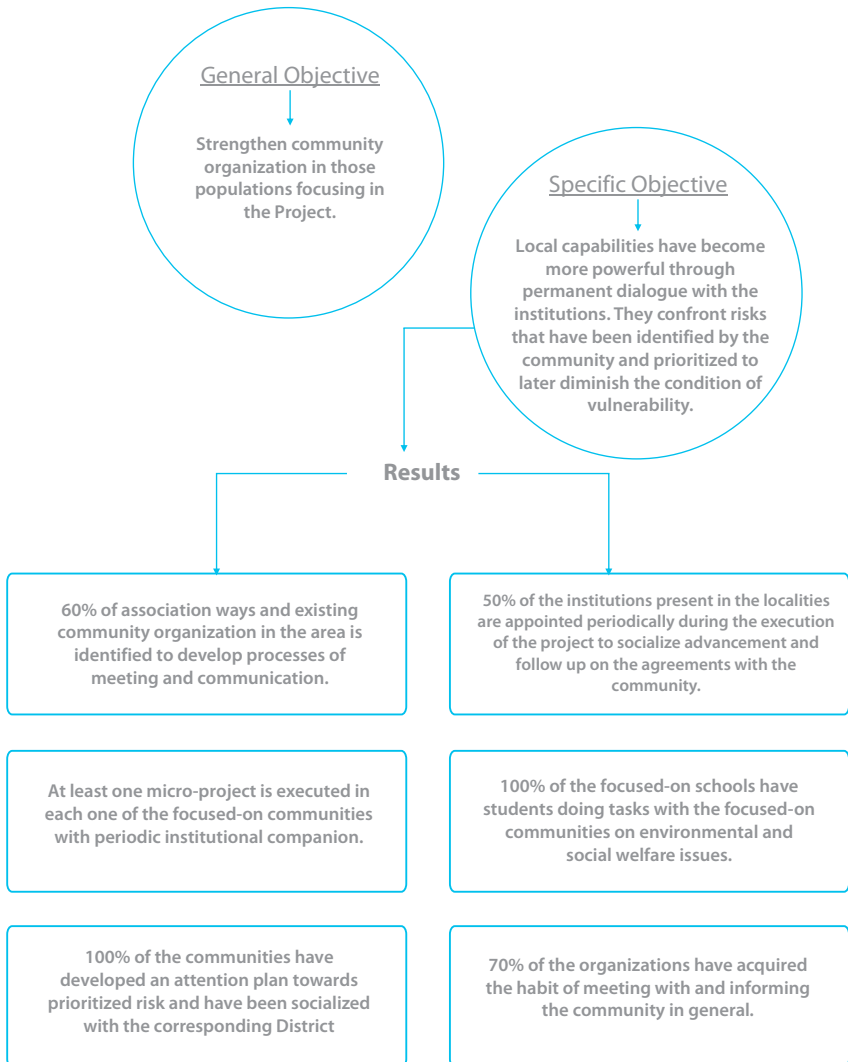 General Objective
Strengthen community
organization in those
populations focusing in
the Project.
Specific Objective
Local capabilities have become
more powerful through
permanent dialogue with the
institutions. They confront risks
that have been identified by the
community and prioritized to
later diminish the condition of
vulnerability.
Results
60% of association ways and existing
community organization in the area is
identified to develop processes of
meeting and communication.
50% of the institutions present in the localities
are appointed periodically during the execution
of the project to socialize advancement and
follow up on the agreements with the
community.
At least one micro-project is executed in
each one of the focused-on communities
with periodic institutional companion.
100% of the focused-on schools have
students doing tasks with the focused-on
communities on environmental and
social welfare issues.
100% of the communities have
developed an attention plan towards
prioritized risk and have been socialized
with the corresponding District
70% of the organizations have acquired
the habit of meeting with and informing
the community in general.